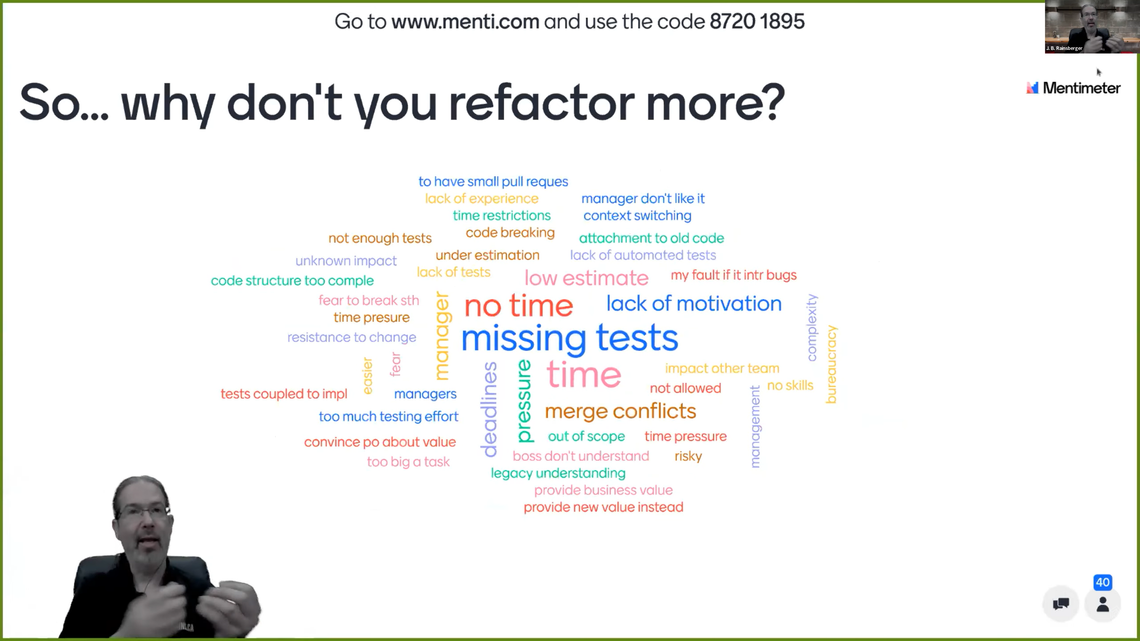 Go to www.menti.com and use the code 8720 1895
J. B. Rainsberger
Mentimeter
So... why don't you refactor more?
to have small pull reques
lack of experience
manager don't like it
time restrictions
context switching
code breaking
not enough tests
attachment to old code
under estimation
lack of automated tests
unknown impact
lack of tests
low estimate
my fault if it intr bugs
code structure too comple
fear to break sth
manager
no time
lack of motivation
complexity
time presure
resistance to change
missing tests
bureaucracy
easier
fear
deadlines
pressure
time
impact other team
no skills
not allowed
tests coupled to impl
managers
management
merge conflicts
too much testing effort
out of scope
time pressure
convince po about value
boss don't understand
risky
too big a task
legacy understanding
provide business value
provide new value instead
40